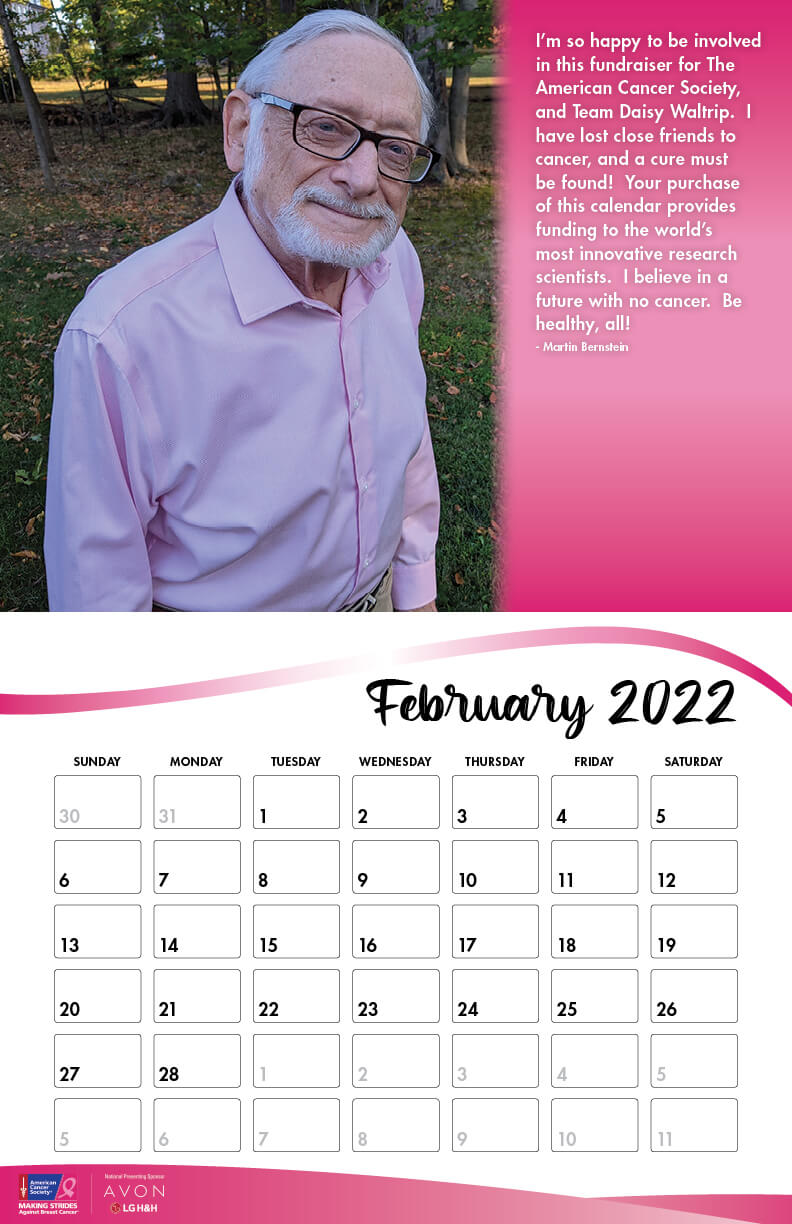 I'm so happy to be involved
in this fundraiser for The
American Cancer Society,
and Team Daisy Waltrip.  I
have lost close friends to
cancer, and a cure must
be found!  Your purchase
of this calendar provides
funding to the world's
most innovative research
scientists.  I believe in a
future with no cancer.  Be
healthy, all!
- Martin Bernstein
February 2022
SUNDAY MONDAY TUESDAY WEDNESDAY THURSDAY FRIDAY SATURDAY
30 31 1 2 3 4 5
6 7 8 9 10 11 12
13 14 15 16 17 18 19
20 21 22 23 24 25 26
27 28 1 2 3 4 5
5 6 7 8 9 10 11
American
Cancer
Society®
MAKING STRIDES
Against Breast Cancer®
National Presenting Sponsor
AVON
LG H&H